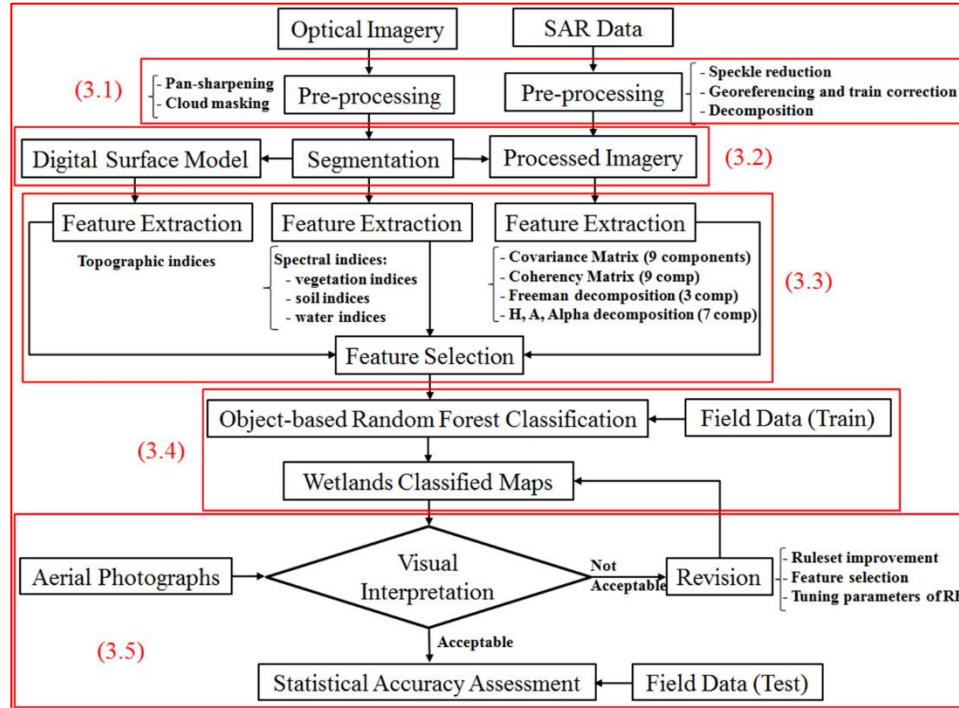 Optical Imagery
SAR Data
(3.1)
- Pan-sharpening
- Cloud masking
Pre-processing
Pre-processing
- Speckle reduction
- Georeferencing and train correction
- Decomposition
Digital Surface Model
Segmentation
Processed Imagery
(3.2)
Feature Extraction
Feature Extraction
Feature Extraction
Topographic indices
Spectral indices:
- vegetation indices
- soil indices
- water indices
- Covariance Matrix (9 components)
- Coherency Matrix (9 comp)
- Freeman decomposition (3 comp)
- H, A, Alpha decomposition (7 comp)
(3.3)
Feature Selection
Object-based Random Forest Classification
Field Data (Train)
(3.4)
Wetlands Classified Maps
Aerial Photographs
Visual
Interpretation
Not
Acceptable
Revision
- Ruleset improvement
- Feature selection
- Tuning parameters of RF
Acceptable
(3.5)
Statistical Accuracy Assessment
Field Data (Test)